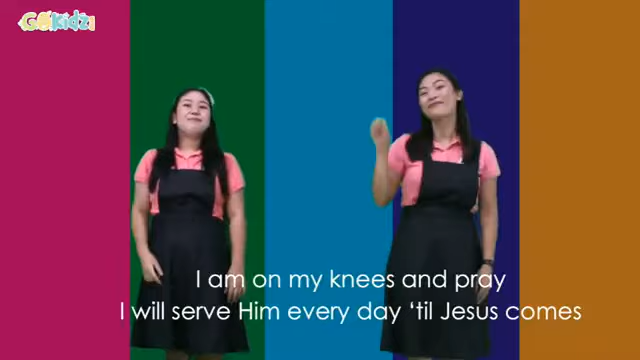 GOkidz!
I am on my knees and pray
I will serve Him every day ‘til Jesus comes